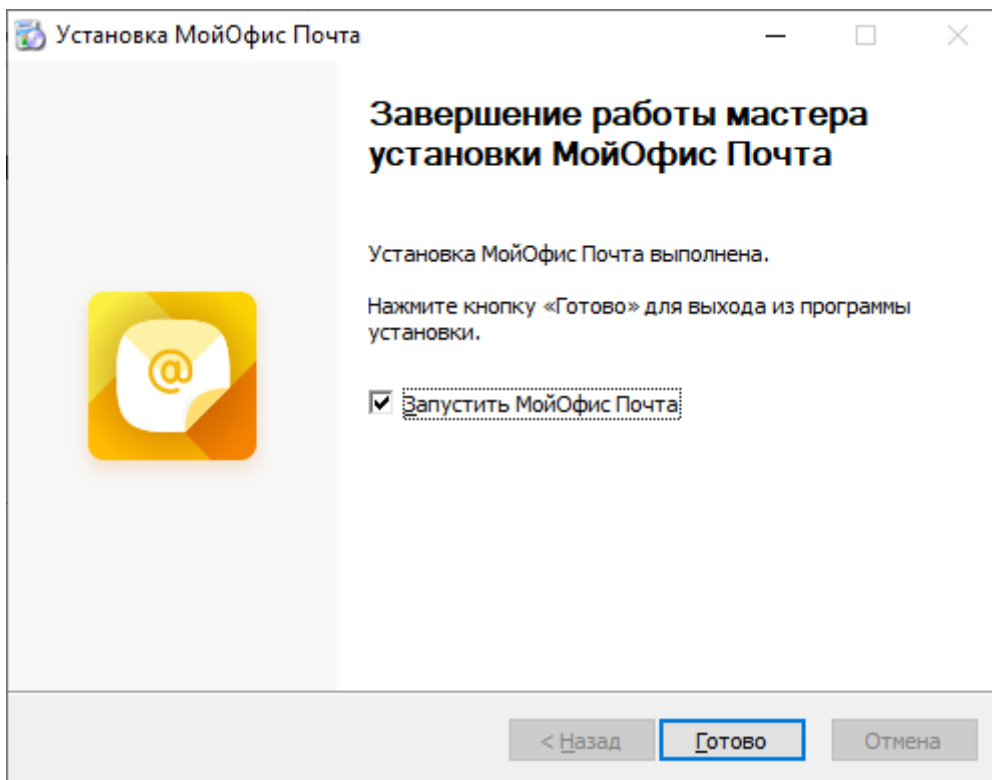 Установка МойОфис Почта
Завершение работы мастера
установки МойОфис Почта
Установка МойОфис Почта выполнена.
Нажмите кнопку «Готово» для выхода из программы
установки.
@
Запустить МойОфис Почта
< Назад
Готово
Отмена